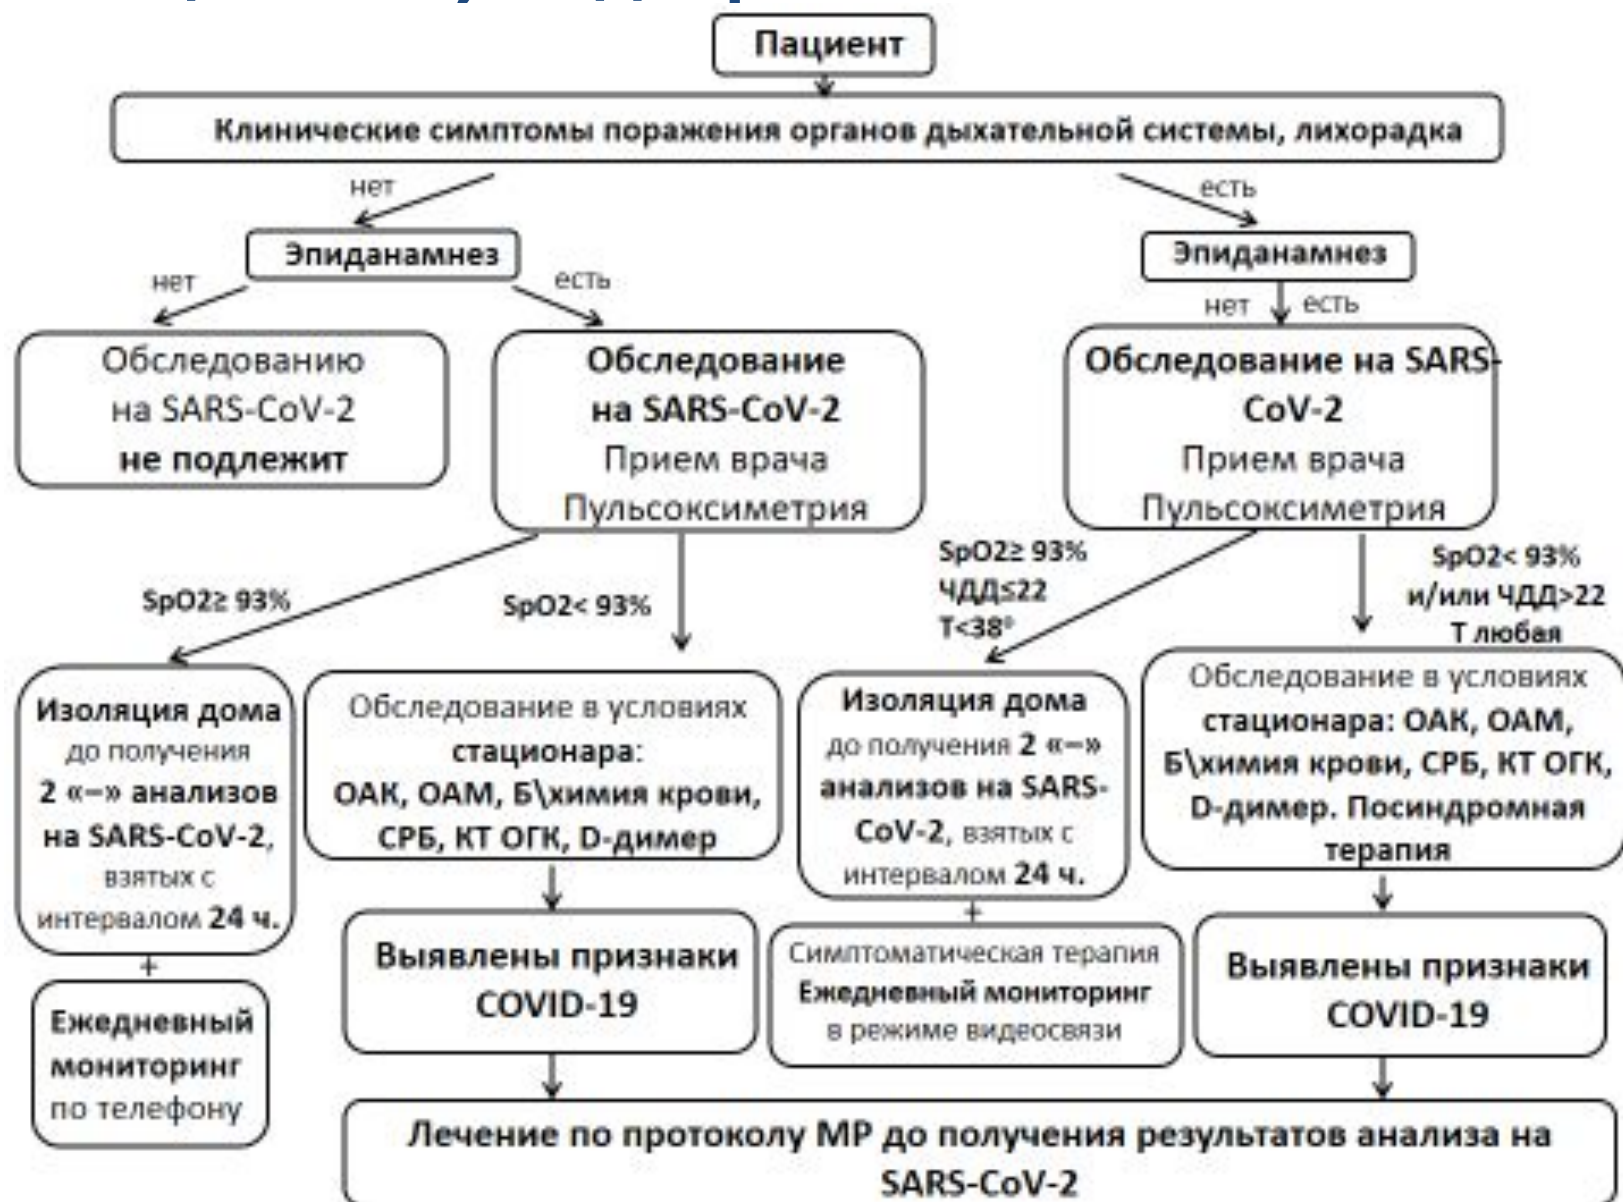 Пациент
Клинические симптомы поражения органов дыхательной системы, лихорадка
нет
есть
Эпиданамнез
Эпиданамнез
нет
есть
нет
есть
Обследованию
на SARS-CoV-2
не подлежит
Обследование
на SARS-CoV-2
Прием врача
Пульсоксиметрия
Обследование на SARS-
CoV-2
Прием врача
Пульсоксиметрия
SpO2≥ 93%
SpO2< 93%
SpO2≥ 93%
ЧДД≤22
T<38°
SpO2< 93%
и/или ЧДД>22
Т любая
Изоляция дома
до получения
2 «–» анализов
на SARS-CoV-2,
взятых с
интервалом 24 ч.
+
Ежедневный
мониторинг
по телефону
Обследование в условиях
стационара:
ОАК, ОАМ, Б\химия крови,
СРБ, КТ ОГК, D-димер
Выявлены признаки
COVID-19
Изоляция дома
до получения 2 «–»
анализов на SARS-
CoV-2, взятых с
интервалом 24 ч.
+
Симптоматическая терапия
Ежедневный мониторинг
в режиме видеосвязи
Обследование в условиях
стационара: ОАК, ОАМ,
Б\химия крови, СРБ, КТ ОГК,
D-димер. Посиндромная
терапия
Выявлены признаки
COVID-19
Лечение по протоколу МР до получения результатов анализа на
SARS-CoV-2